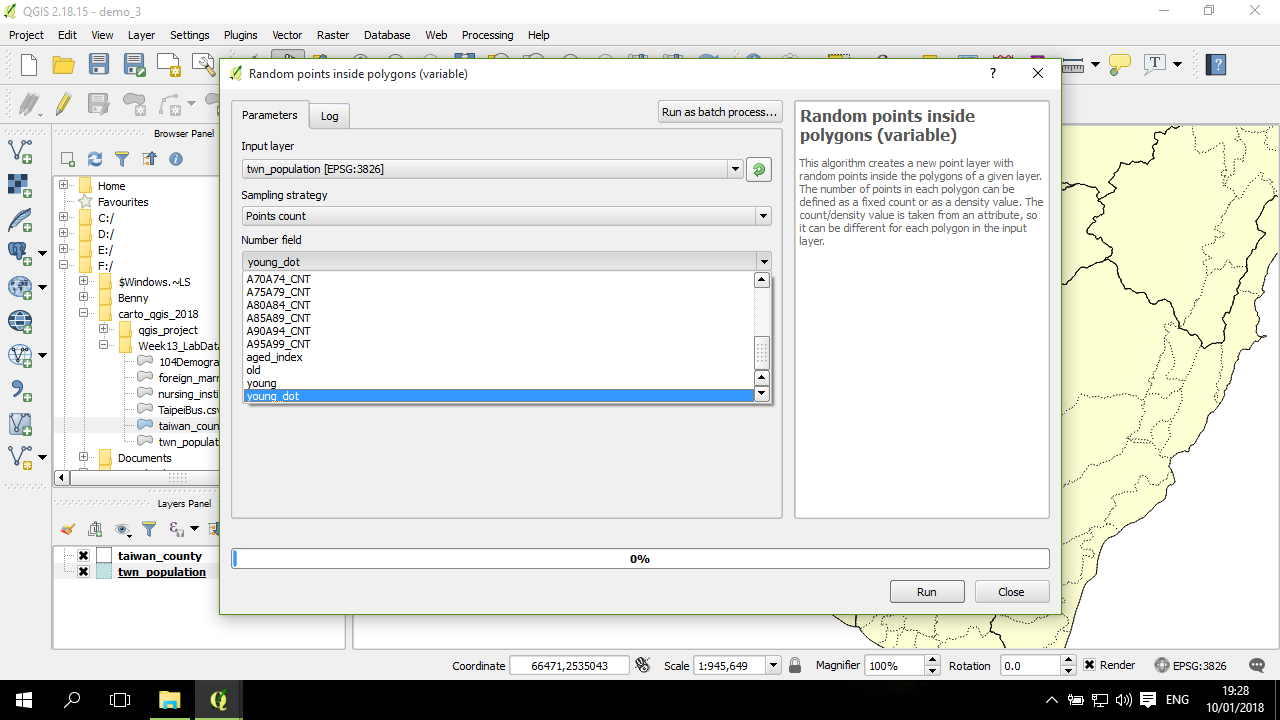 QGIS 2.18.15 - demo_3
Project Edit View Layer Settings Plugins Vector Raster Database Web Processing Help
Random points inside polygons (variable)
?
Parameters
Log
Run as batch process...
Input layer
twn_population [EPSG:3826]
Sampling strategy
Points count
Number field
young_dot
A70A74_CNT
A75A79_CNT
A80A84_CNT
A85A89_CNT
A90A94_CNT
A95A99_CNT
aged_index
old
young
young_dot
Random points inside
polygons (variable)
This algorithm creates a new point layer with
random points inside the polygons of a given layer.
The number of points in each polygon can be
defined as a fixed count or as a density value. The
count/density value is taken from an attribute, so
it can be different for each polygon in the input
layer.
0%
Run
Close
Browser Panel
Home
Favourites
C:/
D:/
E:/
F:/
$Windows.~LS
Benny
carto_qgis_2018
qgis_project
Week13_LabData
104Demogra
foreign_marr
nursing_insti
TaipeiBus.csv
taiwan_coun
twn_populati
Documents
Layers Panel
taiwan_county
twn_population
Coordinate 66471,2535043 Scale 1:945,649 Magnifier 100% Rotation 0.0 Render EPSG:3826
ENG
19:28
10/01/2018